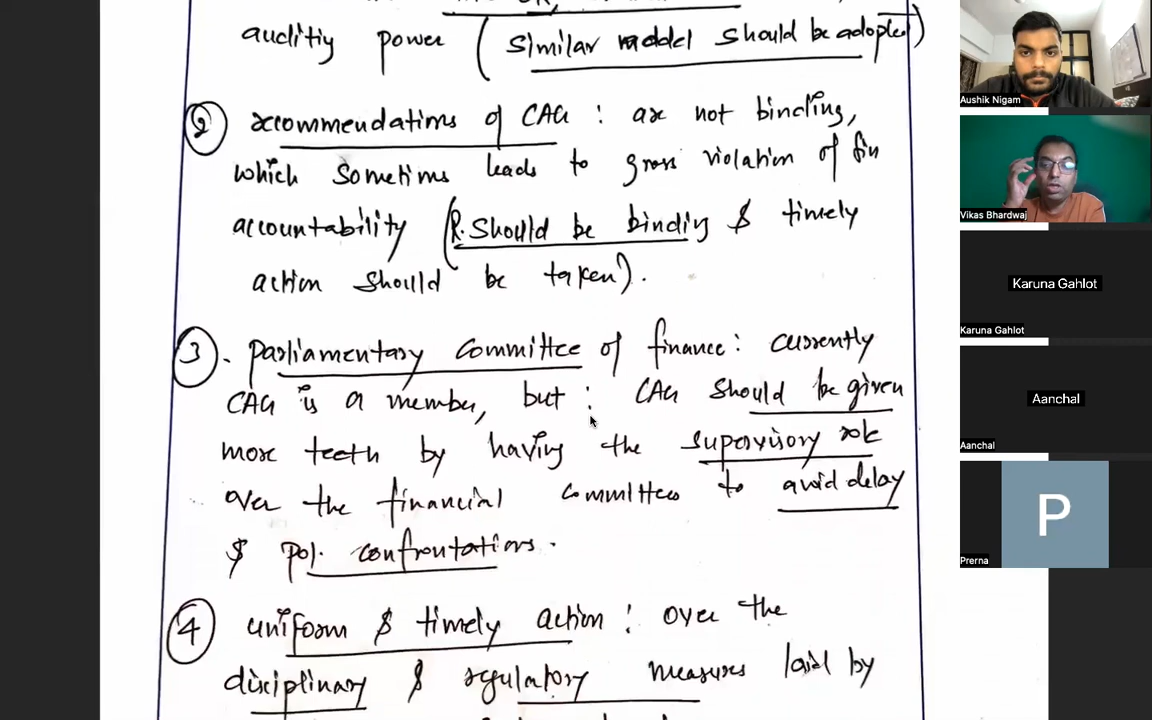 auditiy power (similar model should be adopted)
② recommendations of CAG : are not binding,
which sometims leads to gross violation of fin
accountability (R. should be bindig & timely
action should be taken).
③ . parliamentary committee of finance : currently
CAG is a member, but : CAG should be given
more teeth by having the supervisory role
over the financial committees to avoid delay
& pol. confrontations.
④ uniform & timely action : over the
disciplinary & regulatory measures laid by
Aushik Nigam
Vikas Bhardwaj
Karuna Gahlot
Karuna Gahlot
Aanchal
Aanchal
P
Prerna